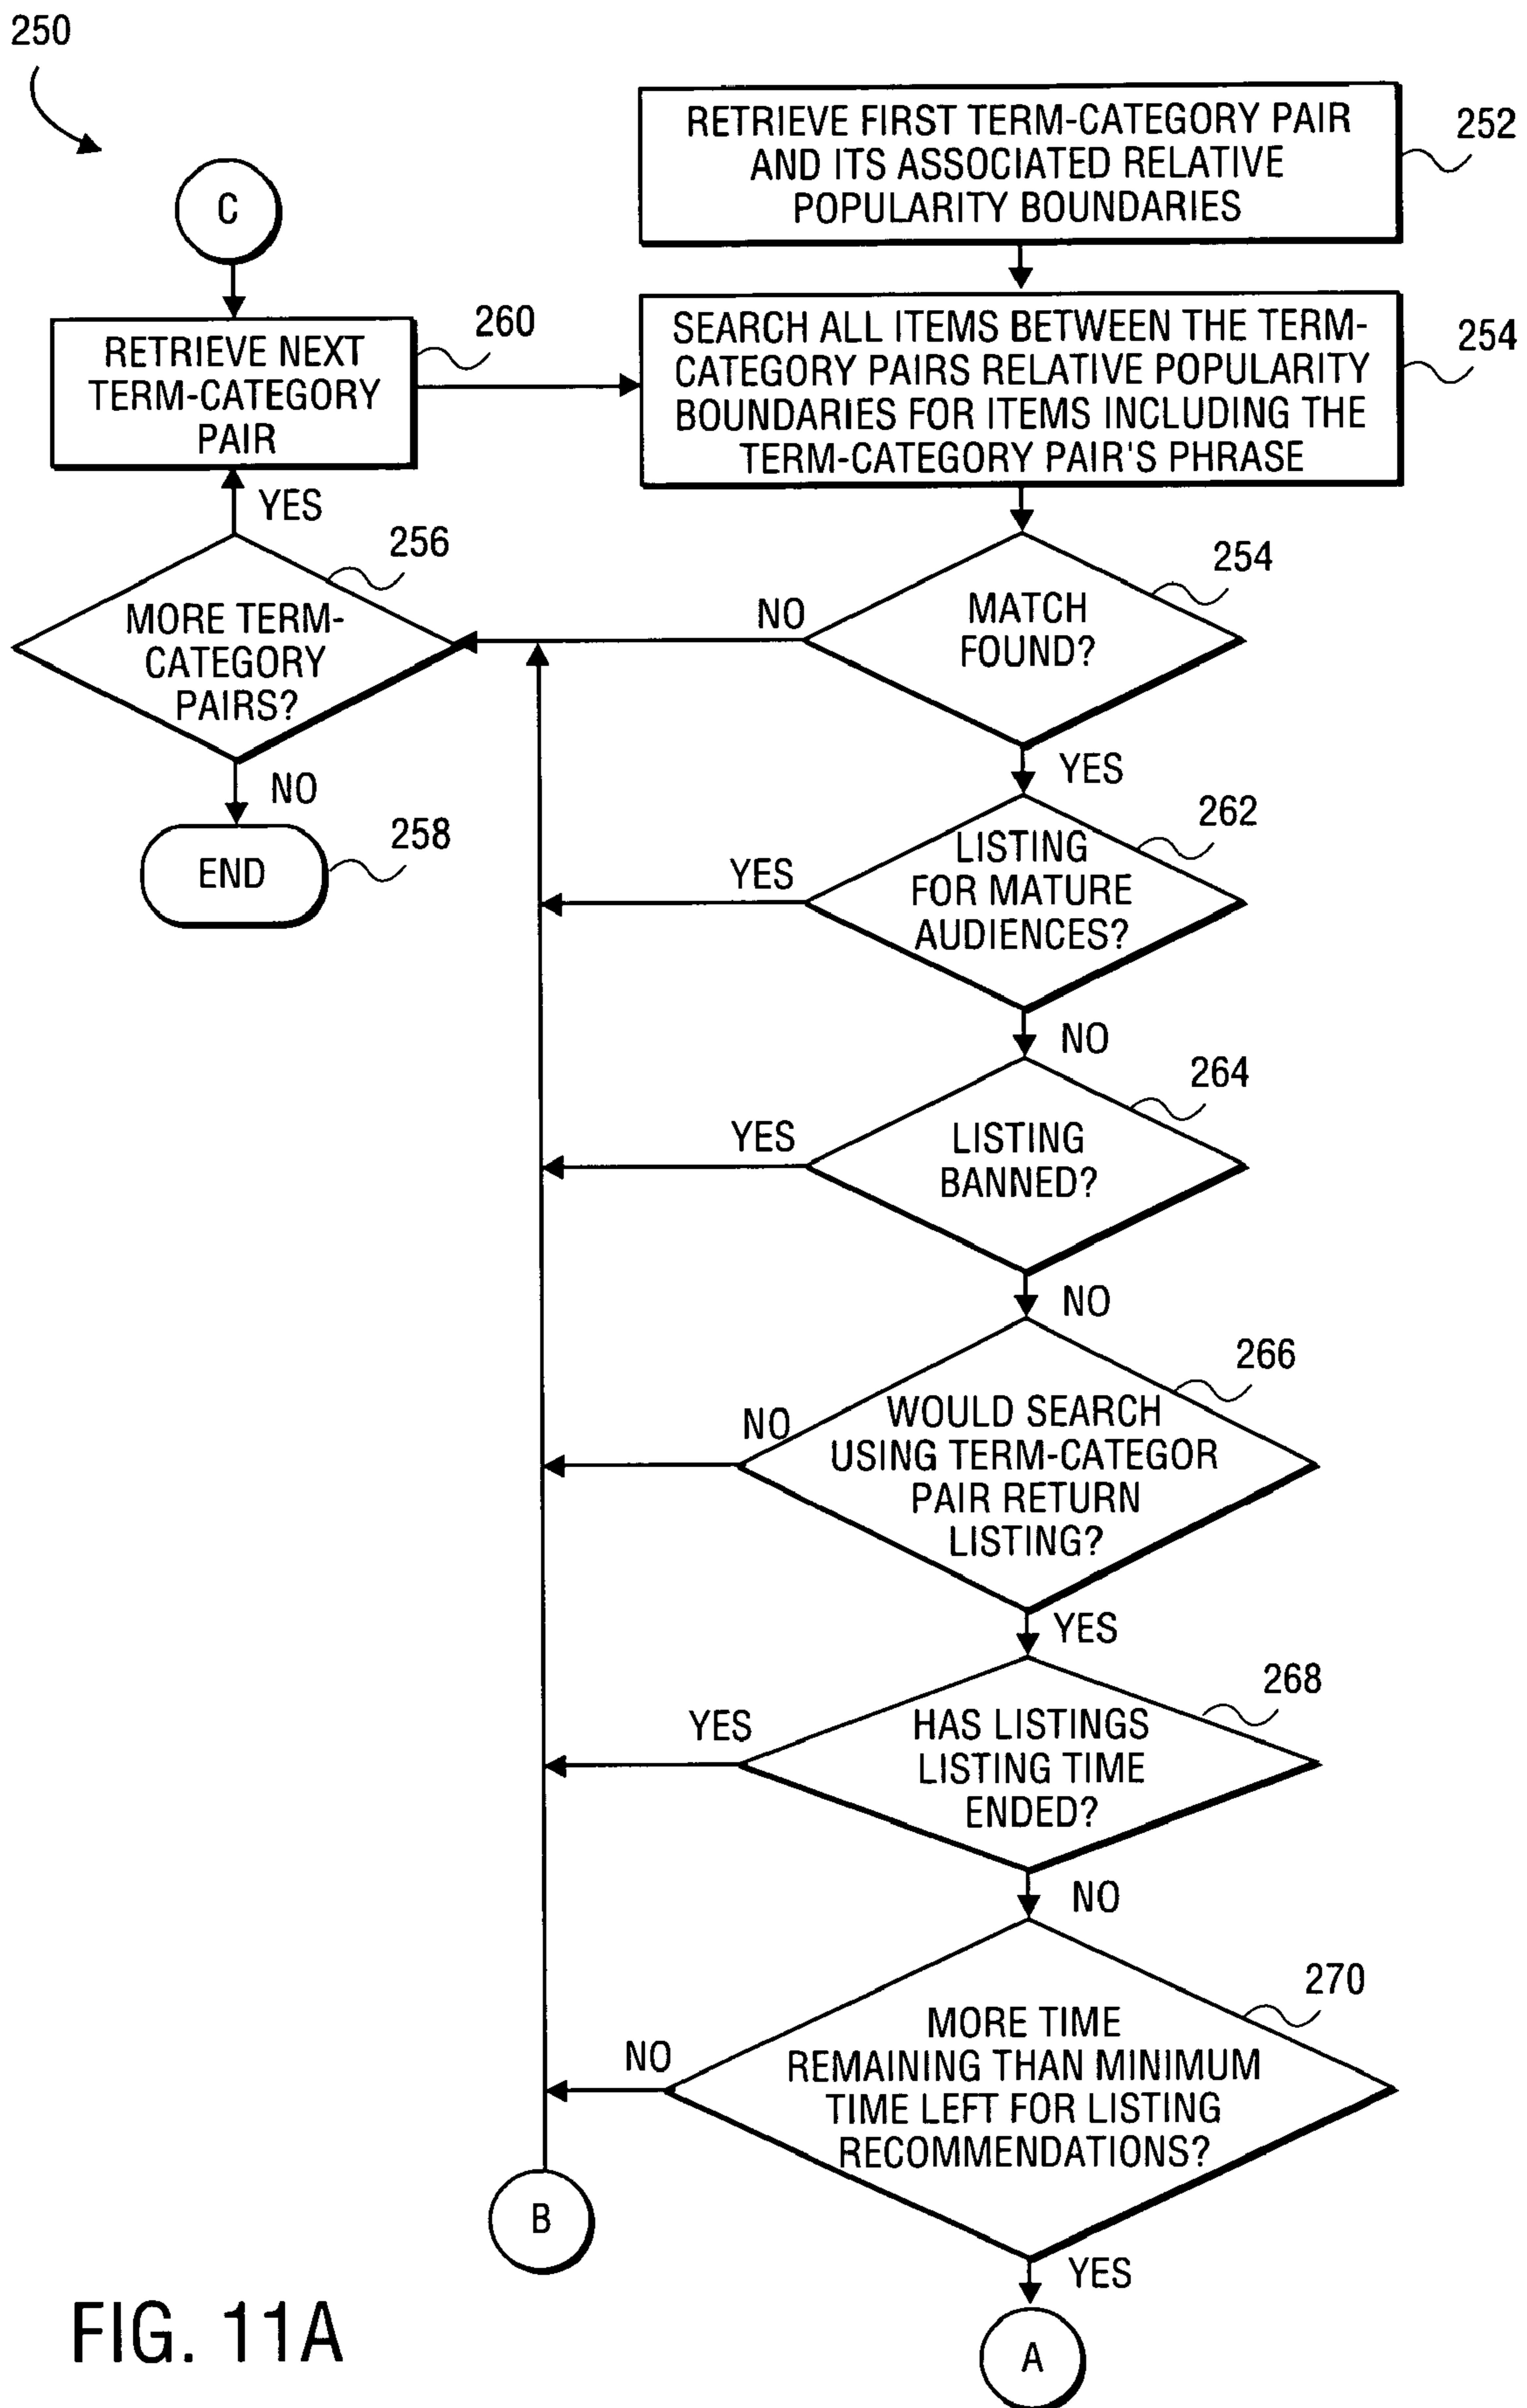 250
RETRIEVE FIRST TERM-CATEGORY PAIR
AND ITS ASSOCIATED RELATIVE
POPULARITY BOUNDARIES
252
C
RETRIEVE NEXT
TERM-CATEGORY
PAIR
260
SEARCH ALL ITEMS BETWEEN THE TERM-
CATEGORY PAIRS RELATIVE POPULARITY
BOUNDARIES FOR ITEMS INCLUDING THE
TERM-CATEGORY PAIR'S PHRASE
254
YES
256
MORE TERM-
CATEGORY
PAIRS?
NO
MATCH
FOUND?
254
NO
END
258
YES
LISTING
FOR MATURE
AUDIENCES?
262
YES
NO
LISTING
BANNED?
264
YES
NO
WOULD SEARCH
USING TERM-CATEGOR
PAIR RETURN
LISTING?
266
NO
YES
HAS LISTINGS
LISTING TIME
ENDED?
268
YES
NO
MORE TIME
REMAINING THAN MINIMUM
TIME LEFT FOR LISTING
RECOMMENDATIONS?
270
NO
B
YES
A
FIG. 11A